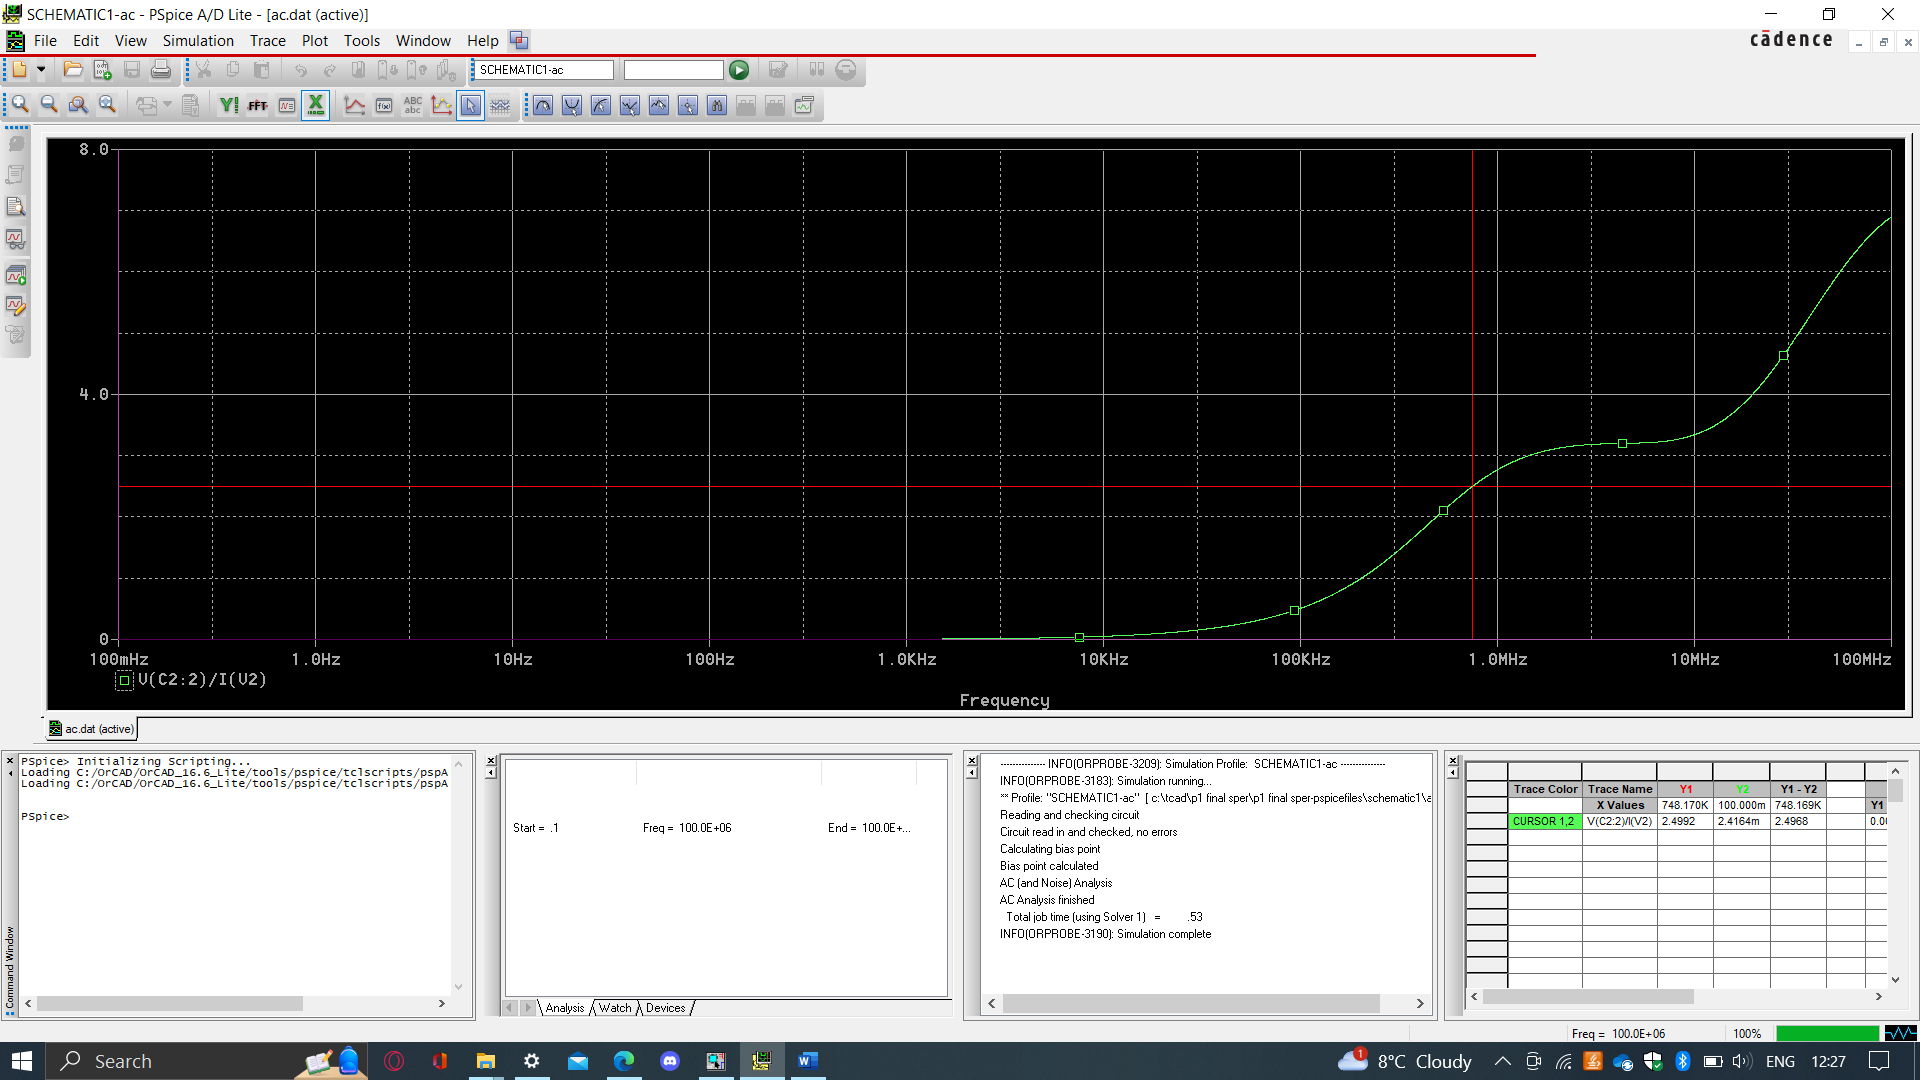 SCHEMATIC1-ac - PSpice A/D Lite - [ac.dat (active)]
File Edit View Simulation Trace Plot Tools Window Help
cādence
SCHEMATIC1-ac
FFT
ABC
abc
8.0
4.0
0
100mHz 1.0Hz 10Hz 100Hz 1.0KHz 10KHz 100KHz 1.0MHz 10MHz 100MHz
V(C2:2)/I(V2)
Frequency
ac.dat (active)
PSpice> Initializing Scripting...
Loading C:/OrCAD/OrCAD_16.6_Lite/tools/pspice/tclscripts/pspA
Loading C:/OrCAD/OrCAD_16.6_Lite/tools/pspice/tclscripts/pspA
PSpice>
Command Window
Start = .1 Freq = 100.0E+06 End = 100.0E+...
Analysis Watch Devices
--------------- INFO(ORPROBE-3209): Simulation Profile: SCHEMATIC1-ac ---------------
INFO(ORPROBE-3183): Simulation running...
** Profile: "SCHEMATIC1-ac" [ c:\tcad\p1 final sper\p1 final sper-pspicefiles\schematic1\a
Reading and checking circuit
Circuit read in and checked, no errors
Calculating bias point
Bias point calculated
AC (and Noise) Analysis
AC Analysis finished
Total job time (using Solver 1) = .53
INFO(ORPROBE-3190): Simulation complete
Trace Color Trace Name Y1 Y2 Y1 - Y2
X Values 748.170K 100.000m 748.169K Y1
CURSOR 1,2 V(C2:2)/I(V2) 2.4992 2.4164m 2.4968 0.00
Freq = 100.0E+06 100%
Search
1 8°C Cloudy ENG 12:27